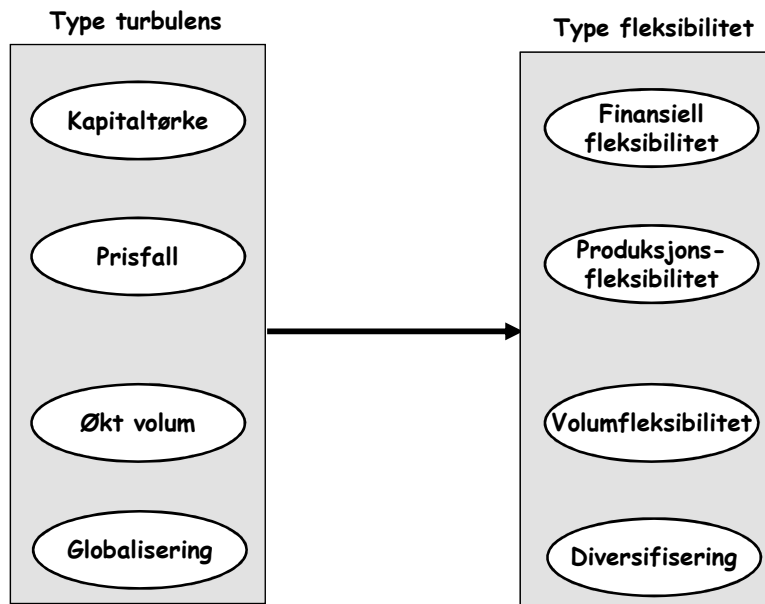 Type turbulens
Kapitaltørke
Prisfall
Økt volum
Globalisering
Type fleksibilitet
Finansiell
fleksibilitet
Produksjons-
fleksibilitet
Volumfleksibilitet
Diversifisering